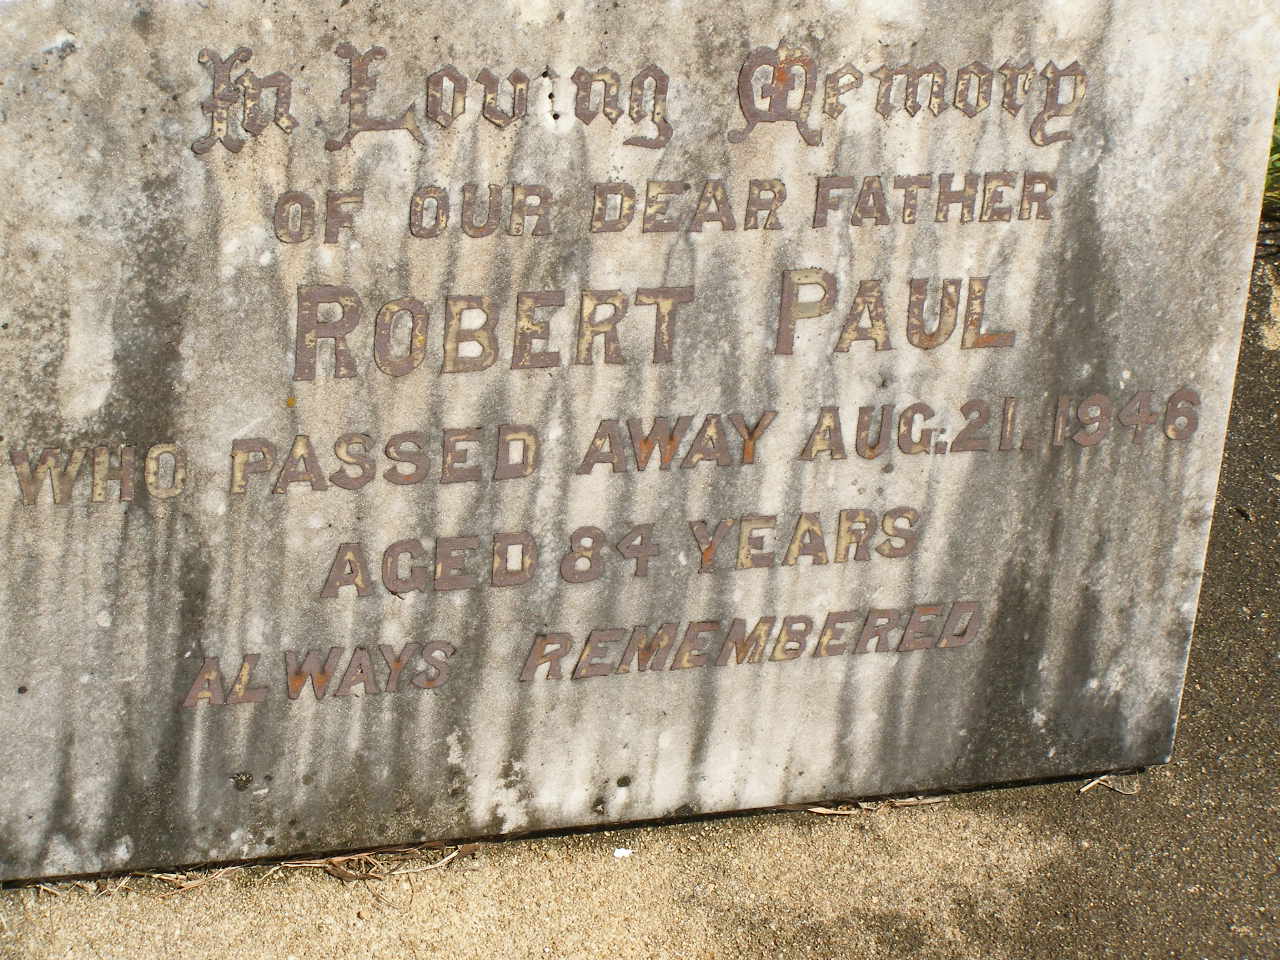 In Loving Memory
OF OUR DEAR FATHER
ROBERT PAUL
WHO PASSED AWAY AUG. 21. 1946
AGED 84 YEARS
ALWAYS REMEMBERED